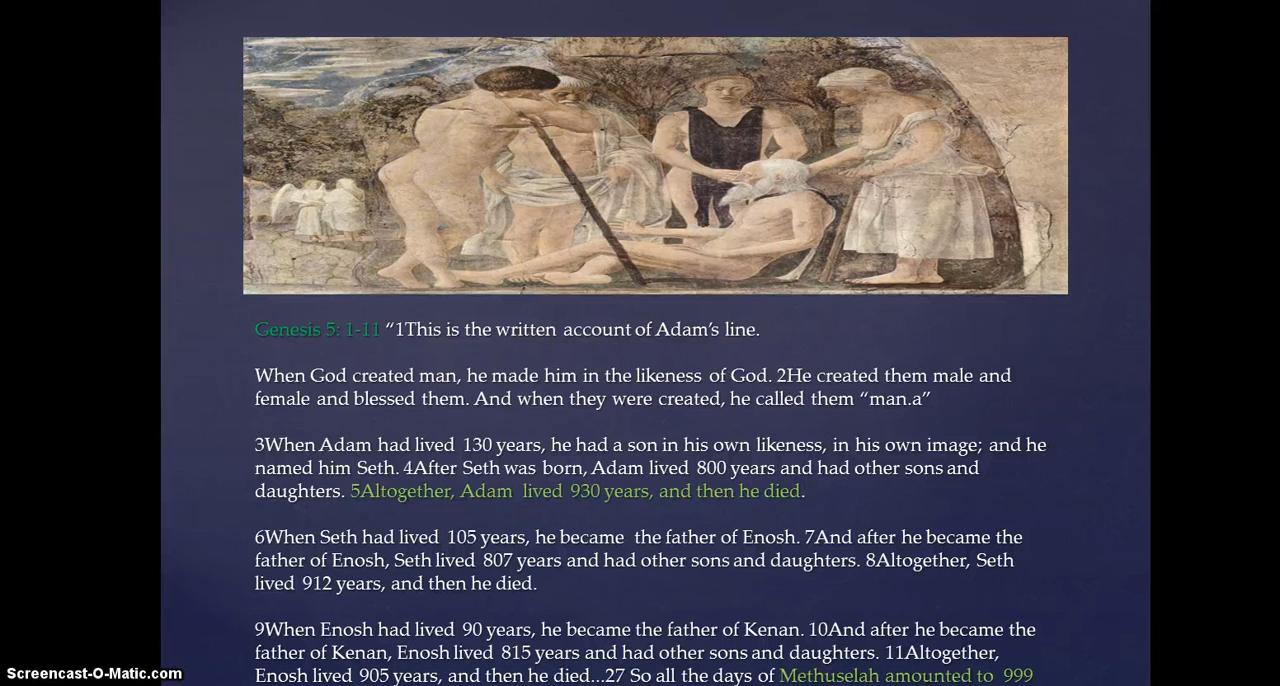 Genesis 5: 1-11 “1This is the written account of Adam’s line.
When God created man, he made him in the likeness of God. 2He created them male and
female and blessed them. And when they were created, he called them “man.a”
3When Adam had lived 130 years, he had a son in his own likeness, in his own image; and he
named him Seth. 4After Seth was born, Adam lived 800 years and had other sons and
daughters. 5Altogether, Adam lived 930 years, and then he died.
6When Seth had lived 105 years, he became the father of Enosh. 7And after he became the
father of Enosh, Seth lived 807 years and had other sons and daughters. 8Altogether, Seth
lived 912 years, and then he died.
9When Enosh had lived 90 years, he became the father of Kenan. 10And after he became the
father of Kenan, Enosh lived 815 years and had other sons and daughters. 11Altogether,
Enosh lived 905 years, and then he died...27 So all the days of Methuselah amounted to 999
Screencast-O-Matic.com